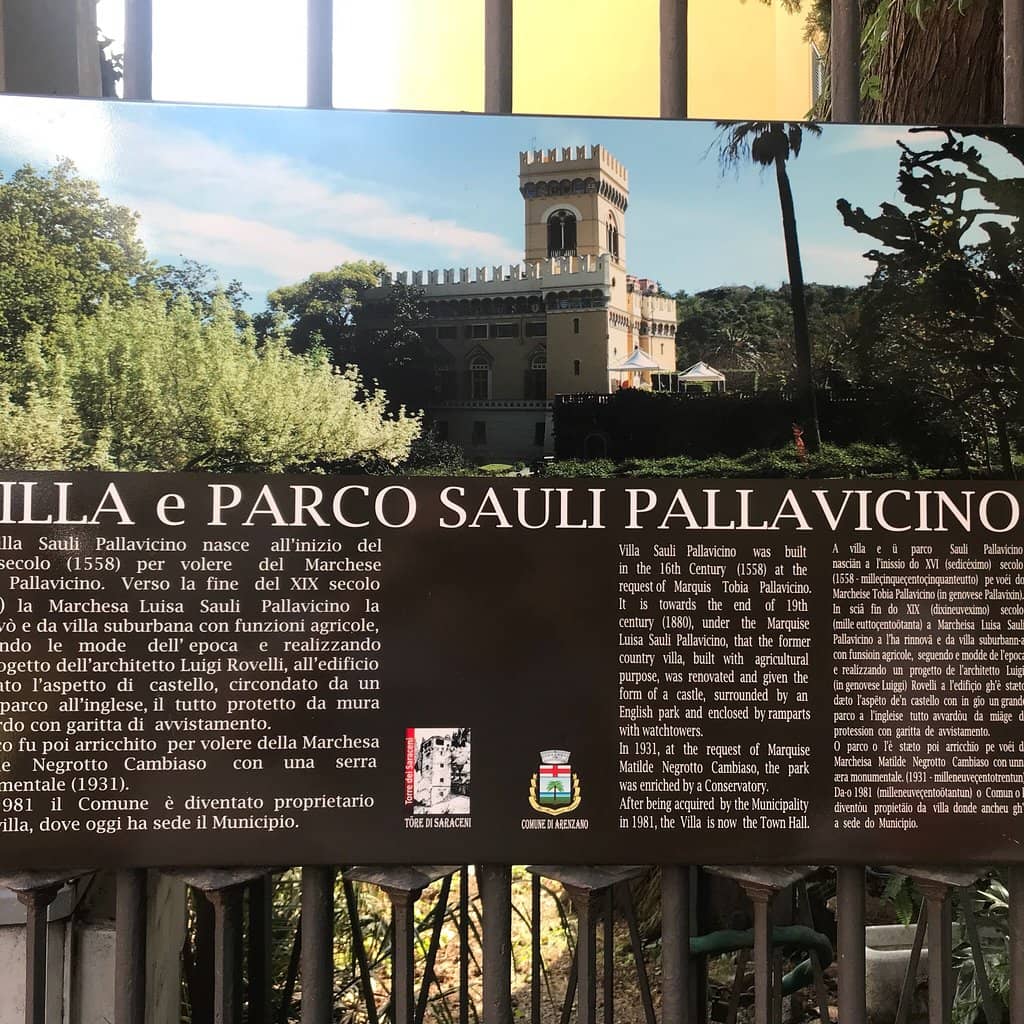 ILLA e PARCO SAULI PALLAVICINO
lla Sauli Pallavicino nasce all'inizio del
secolo (1558) per volere del Marchese
Pallavicino. Verso la fine del XIX secolo
) la Marchesa Luisa Sauli Pallavicino la
vò e da villa suburbana con funzioni agricole,
ndo le mode dell'epoca e realizzando
ogetto dell'architetto Luigi Rovelli, all'edificio
ato l'aspetto di castello, circondato da un
parco all'inglese, il tutto protetto da mura
rdo con garitta di avvistamento.
co fu poi arricchito per volere della Marchesa
le Negrotto Cambiaso con una serra
mentale (1931).
981 il Comune è diventato proprietario
villa, dove oggi ha sede il Municipio.
Torre dei Saraceni
TÖRE DI SARACENI
COMUNE DI ARENZANO
Villa Sauli Pallavicino was built
in the 16th Century (1558) at the
request of Marquis Tobia Pallavicino.
It is towards the end of 19th
century (1880), under the Marquise
Luisa Sauli Pallavicino, that the former
country villa, built with agricultural
purpose, was renovated and given the
form of a castle, surrounded by an
English park and enclosed by ramparts
with watchtowers.
In 1931, at the request of Marquise
Matilde Negrotto Cambiaso, the park
was enriched by a Conservatory.
After being acquired by the Municipality
in 1981, the Villa is now the Town Hall.
A villa e ü parco Sauli Pallavicino
nasciàn a l'inissio do XVI (sedicéximo) secolo
(1558 - milleçinqueçentoçinquanteutto) pe voéi do
Marcheise Tobia Pallavicino (in genovese Pallavixin).
In sciâ fin do XIX (dixineuveximo) secolo
(mille euttoçentoötanta) a Marcheisa Luisa Sauli
Pallavicino a l'ha rinnovâ e da villa suburbann-a
con funsioin agricole, seguendo e modde de l'epoca
e realizzando un progetto de l'architetto Luigi
(in genovese Luiggi) Rovelli a l'edifiçio gh'è stæto
dæto l'aspêto de'n castello con in gio un grande
parco a l'ingleise tutto avvardòu da miâge d
protession con garitta de avvistamento.
O parco o l'é stæto poi arricchio pe voéi d
Marcheisa Matilde Negrotto Cambiaso con unn
æra monumentale. (1931 - milleneuveçentotrentun
Da-o 1981 (milleneuveçentoötantun) o Comun o l
diventòu propietäio da villa donde ancheu gh
a sede do Municipio.